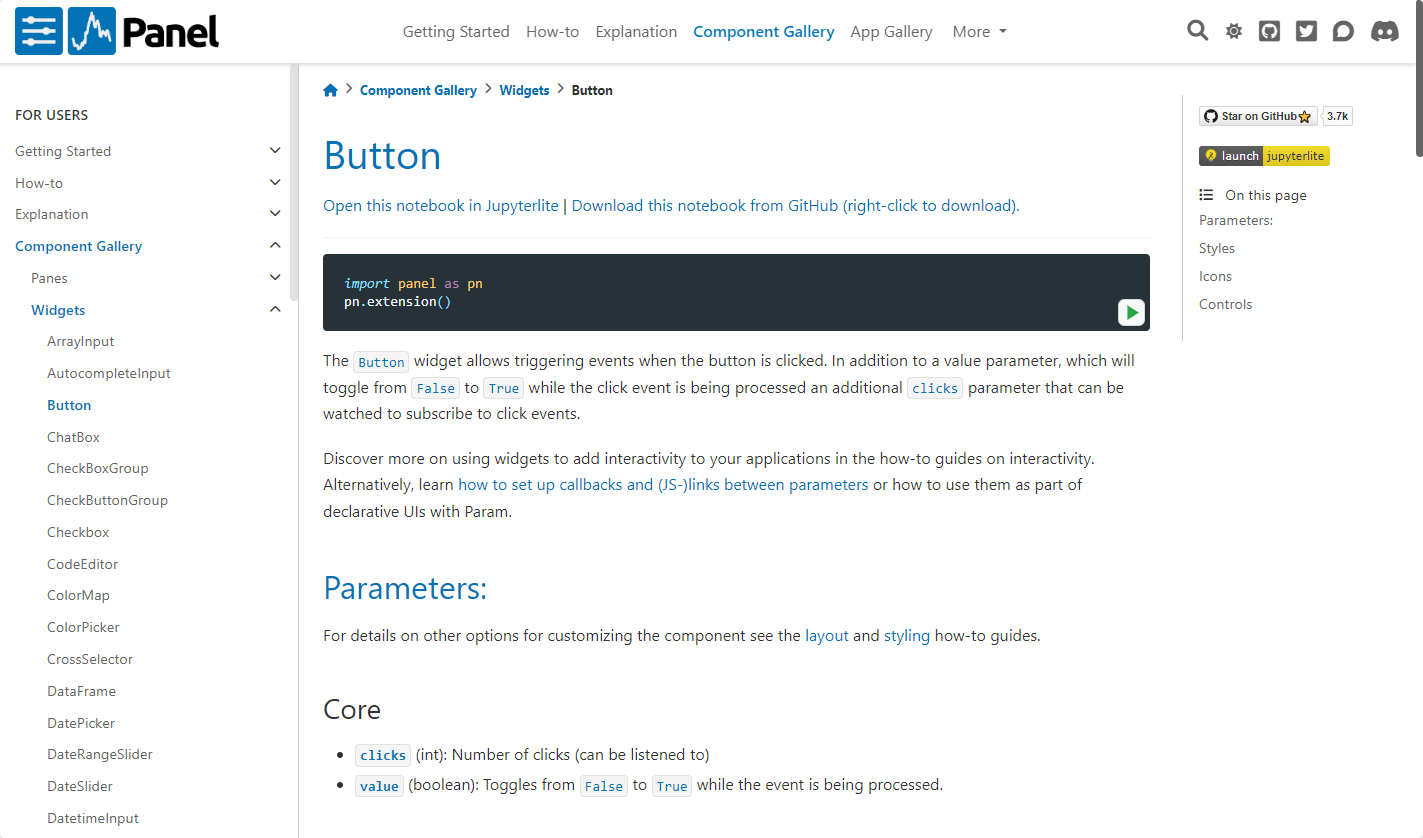 Panel
Getting Started How-to Explanation Component Gallery App Gallery More
FOR USERS
Getting Started
How-to
Explanation
Component Gallery
Panes
Widgets
ArrayInput
AutocompleteInput
Button
ChatBox
CheckBoxGroup
CheckButtonGroup
Checkbox
CodeEditor
ColorMap
ColorPicker
CrossSelector
DataFrame
DatePicker
DateRangeSlider
DateSlider
DatetimeInput
Component Gallery Widgets Button
Button
Open this notebook in Jupyterlite | Download this notebook from GitHub (right-click to download).
import panel as pn
pn.extension()
The Button widget allows triggering events when the button is clicked. In addition to a value parameter, which will
toggle from False to True while the click event is being processed an additional clicks parameter that can be
watched to subscribe to click events.
Discover more on using widgets to add interactivity to your applications in the how-to guides on interactivity.
Alternatively, learn how to set up callbacks and (JS-)links between parameters or how to use them as part of
declarative UIs with Param.
Parameters:
For details on other options for customizing the component see the layout and styling how-to guides.
Core
clicks (int): Number of clicks (can be listened to)
value (boolean): Toggles from False to True while the event is being processed.
Star on GitHub 3.7k
launch jupyterlite
On this page
Parameters:
Styles
Icons
Controls